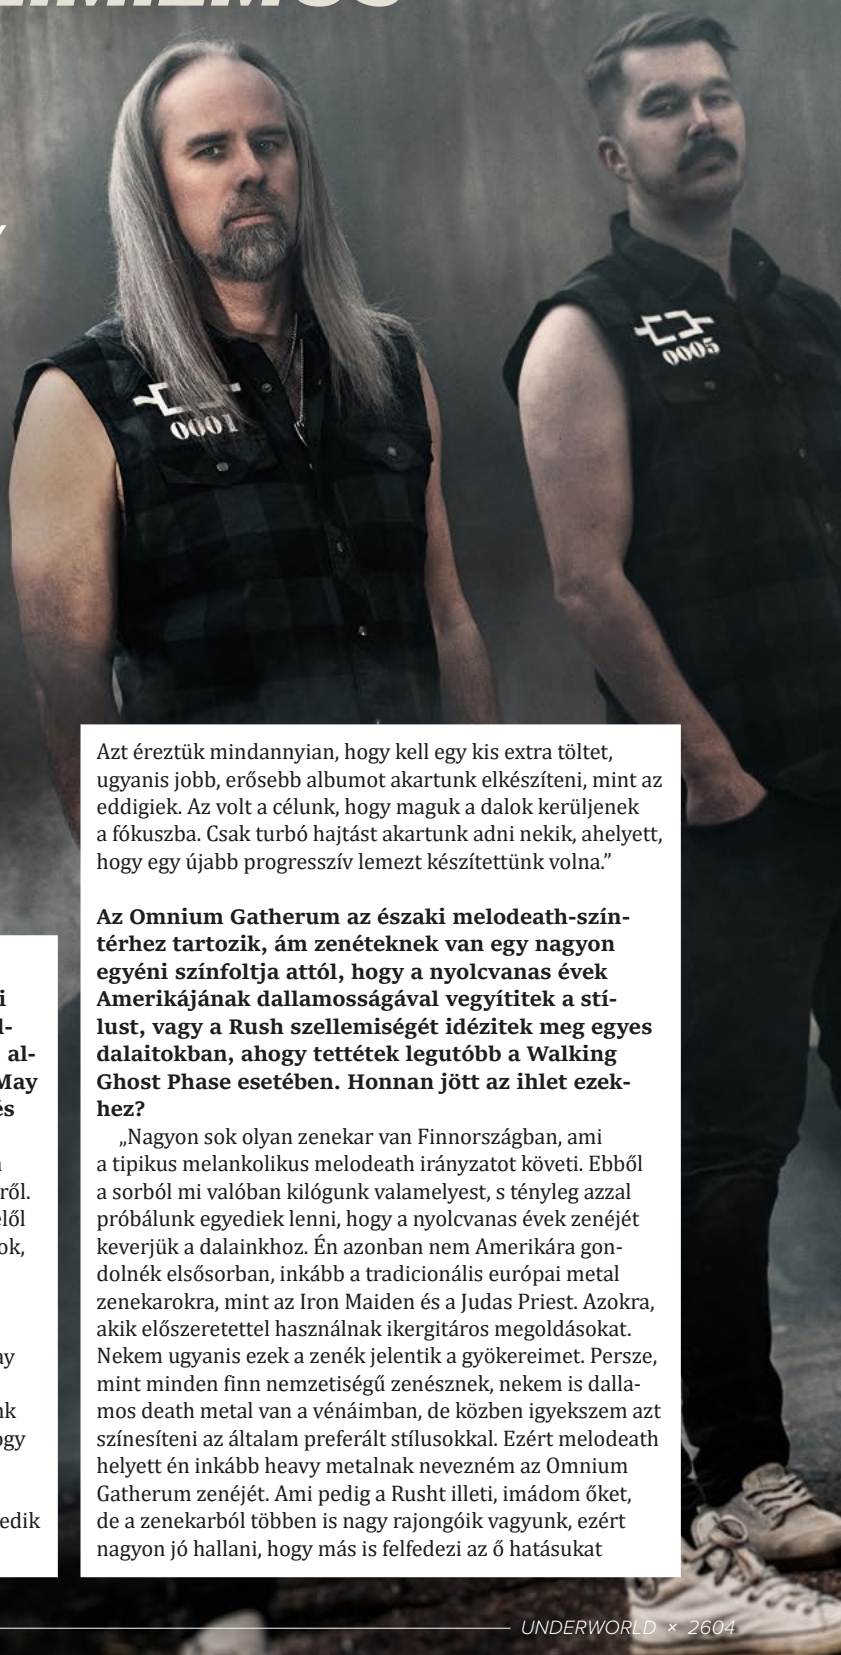 0001
0005
Azt éreztük mindannyian, hogy kell egy kis extra töltet,
ugyanis jobb, erősebb albumot akartunk elkészíteni, mint az
eddigiek. Az volt a célunk, hogy maguk a dalok kerüljenek
a fókuszba. Csak turbó hajtást akartunk adni nekik, ahelyett,
hogy egy újabb progresszív lemezt készítettünk volna.”
Az Omnium Gatherum az északi melodeath-szín-
térhez tartozik, ám zenéteknek van egy nagyon
egyéni színfoltja attól, hogy a nyolcvanas évek
Amerikájának dallamosságával vegyítitek a stí-
lust, vagy a Rush szellemiségét idézitek meg egyes
dalaitokban, ahogy tettétek legutóbb a Walking
Ghost Phase esetében. Honnan jött az ihlet ezek-
hez?
„Nagyon sok olyan zenekar van Finnországban, ami
a tipikus melankolikus melodeath irányzatot követi. Ebből
a sorból mi valóban kilógunk valamelyest, s tényleg azzal
próbálunk egyediek lenni, hogy a nyolcvanas évek zenéjét
keverjük a dalainkhoz. Én azonban nem Amerikára gon-
dolnék elsősorban, inkább a tradicionális európai metal
zenekarokra, mint az Iron Maiden és a Judas Priest. Azokra,
akik előszeretettel használnak ikergitáros megoldásokat.
Nekem ugyanis ezek a zenék jelentik a gyökereimet. Persze,
mint minden finn nemzetiségű zenésznek, nekem is dalla-
mos death metal van a vénáimban, de közben igyekszem azt
színesíteni az általam preferált stílusokkal. Ezért melodeath
helyett én inkább heavy metalnak nevezném az Omnium
Gatherum zenéjét. Ami pedig a Rusht illeti, imádom őket,
de a zenekarból többen is nagy rajongóik vagyunk, ezért
nagyon jó hallani, hogy más is felfedezi az ő hatásukat
UNDERWORLD × 2604